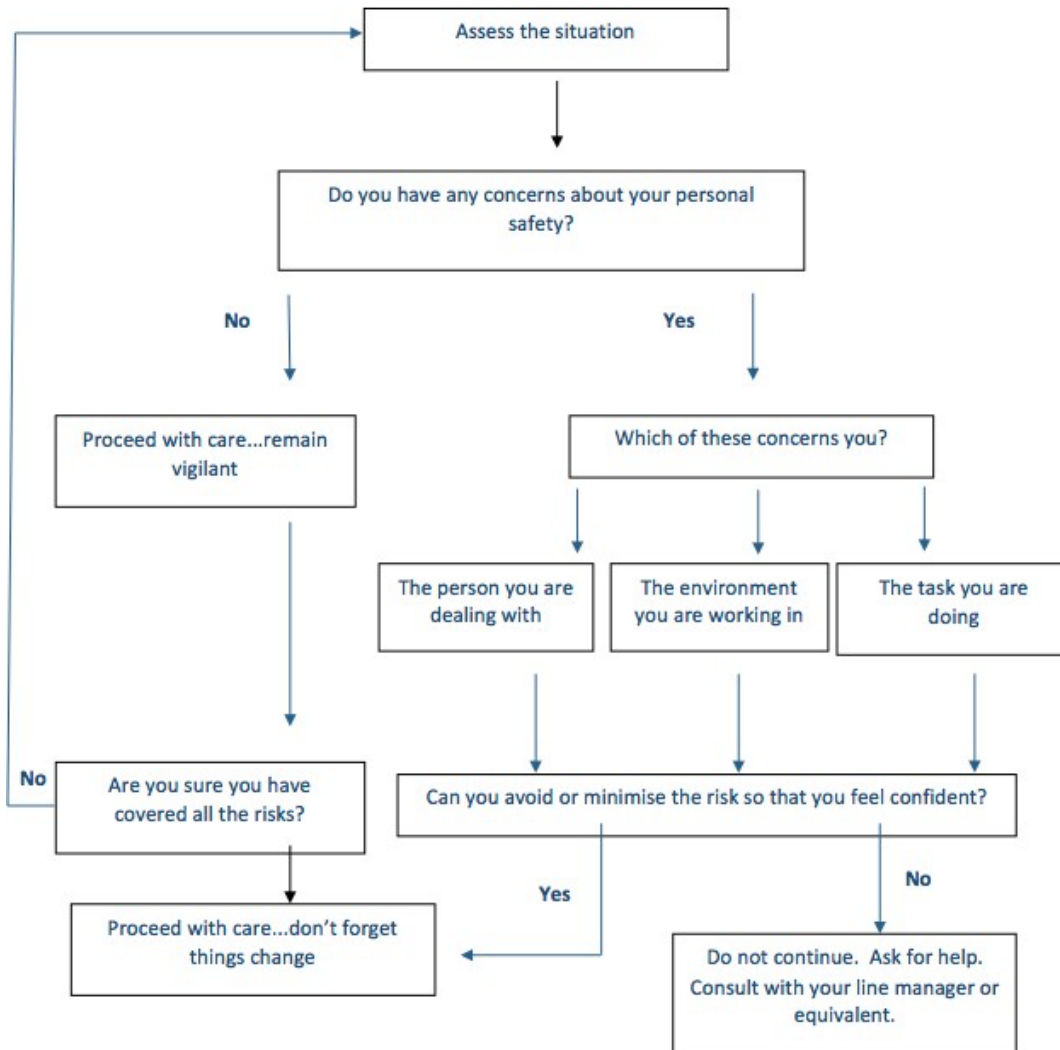 Assess the situation
Do you have any concerns about your personal
safety?
No
Yes
Proceed with care...remain
vigilant
Which of these concerns you?
The person you are
dealing with
The environment
you are working in
The task you are
doing
No
Are you sure you have
covered all the risks?
Can you avoid or minimise the risk so that you feel confident?
Yes
No
Proceed with care...don’t forget
things change
Do not continue.  Ask for help.
Consult with your line manager or
equivalent.